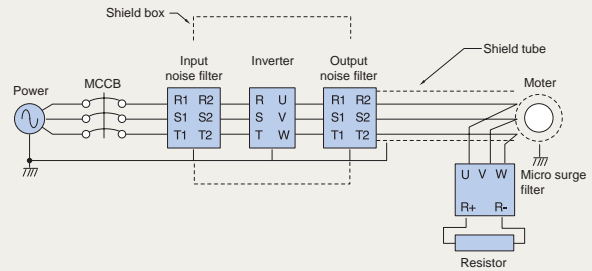 Shield box
Shield tube
Power
MCCB
Input
noise filter
Inverter
Output
noise filter
Moter
R1 R2
S1 S2
T1 T2
R U
S V
T W
R1 R2
S1 S2
T1 T2
U V W
R+ R-
Micro surge
filter
Resistor